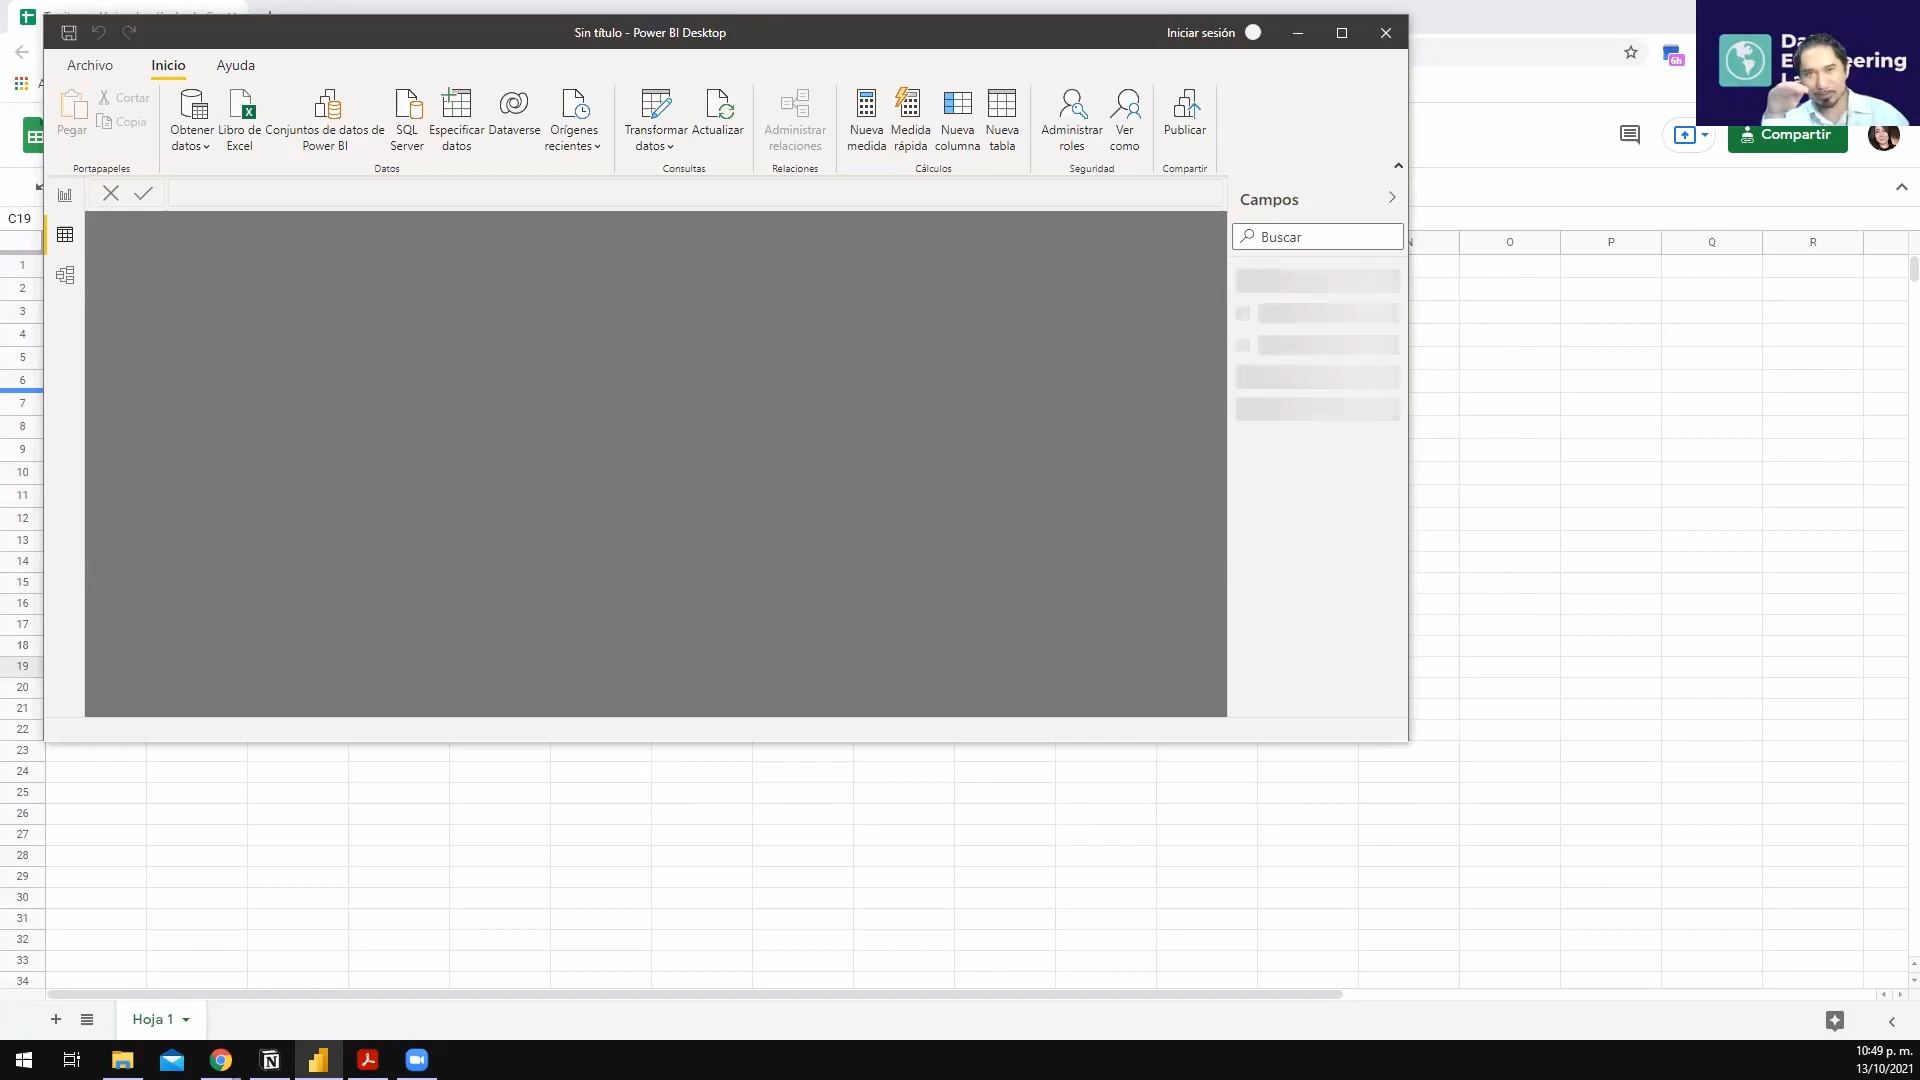 Sin título - Power BI Desktop
Iniciar sesión
Archivo
Inicio
Ayuda
Pegar
Cortar
Copia
Portapapeles
Obtener datos
Libro de Excel
Conjuntos de datos de Power BI
SQL Server
Especificar datos
Dataverse
Orígenes recientes
Datos
Transformar datos
Actualizar
Consultas
Administrar relaciones
Relaciones
Nueva medida
Medida rápida
Nueva columna
Nueva tabla
Cálculos
Administrar roles
Ver como
Seguridad
Publicar
Compartir
Campos
Buscar
6h
Compartir
C19
O P Q R
1
2
3
4
5
6
7
8
9
10
11
12
13
14
15
16
17
18
19
20
21
22
23
24
25
26
27
28
29
30
31
32
33
34
Hoja 1
10:49 p. m.
13/10/2021